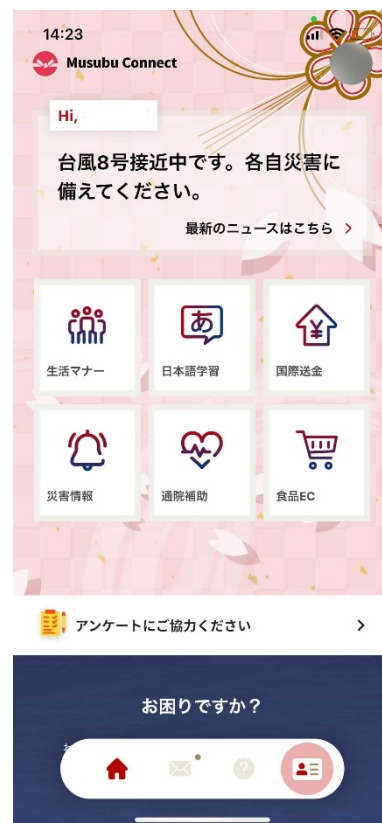 14:23
Musubu Connect
Hi,
台風8号接近中です。各自災害に
備えてください。
最新のニュースはこちら
生活マナー
日本語学習
国際送金
災害情報
通院補助
食品EC
アンケートにご協力ください
お困りですか?